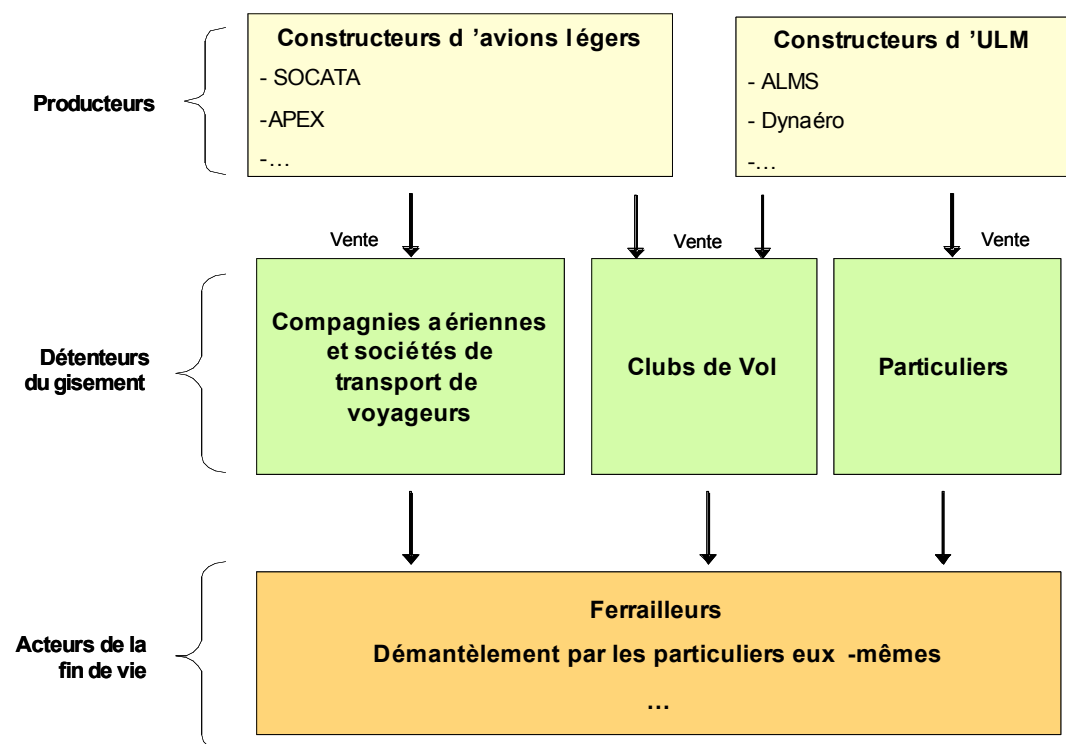 Constructeurs d ’avions légers
- SOCATA
-APEX
-…
Constructeurs d ’ULM
- ALMS
- Dynaéro
-…
Producteurs
Vente
Vente
Vente
Détenteurs
du gisement
Compagnies aériennes
et sociétés de
transport de
voyageurs
Clubs de Vol
Particuliers
Acteurs de la
fin de vie
Ferrailleurs
Démantèlement par les particuliers eux -mêmes
…